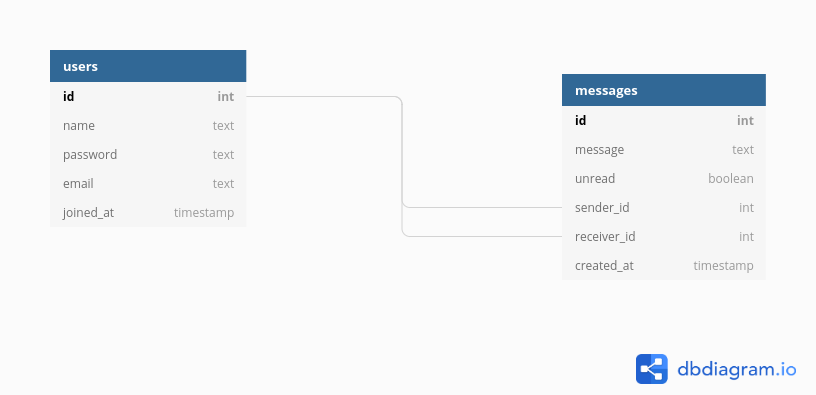 users
id int
name text
password text
email text
joined_at timestamp
messages
id int
message text
unread boolean
sender_id int
receiver_id int
created_at timestamp
dbdiagram.io